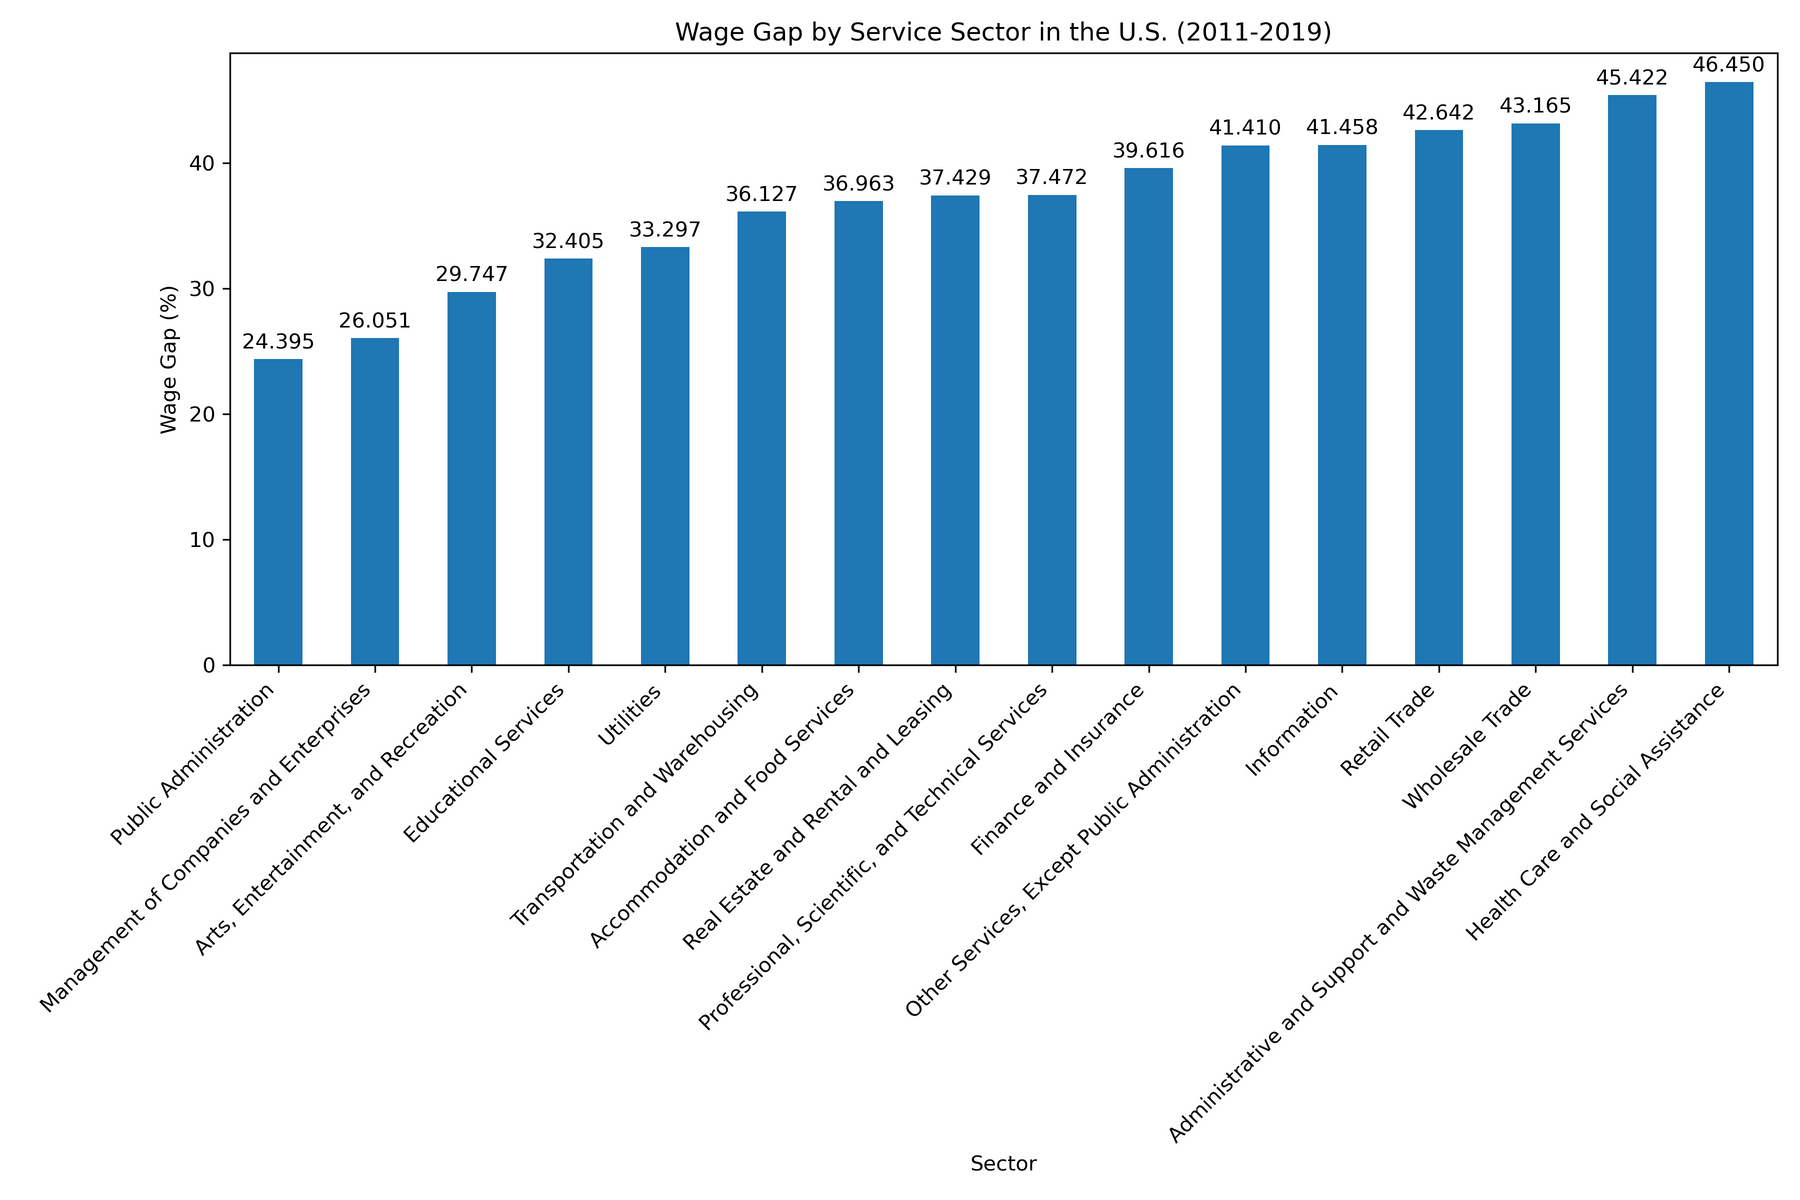 Wage Gap by Service Sector in the U.S. (2011-2019)
Wage Gap (%)
40
30
20
10
0
24.395
26.051
29.747
32.405
33.297
36.127
36.963
37.429
37.472
39.616
41.410
41.458
42.642
43.165
45.422
46.450
Public Administration
Management of Companies and Enterprises
Arts, Entertainment, and Recreation
Educational Services
Utilities
Transportation and Warehousing
Accommodation and Food Services
Real Estate and Rental and Leasing
Professional, Scientific, and Technical Services
Finance and Insurance
Other Services, Except Public Administration
Information
Retail Trade
Wholesale Trade
Administrative and Support and Waste Management Services
Health Care and Social Assistance
Sector